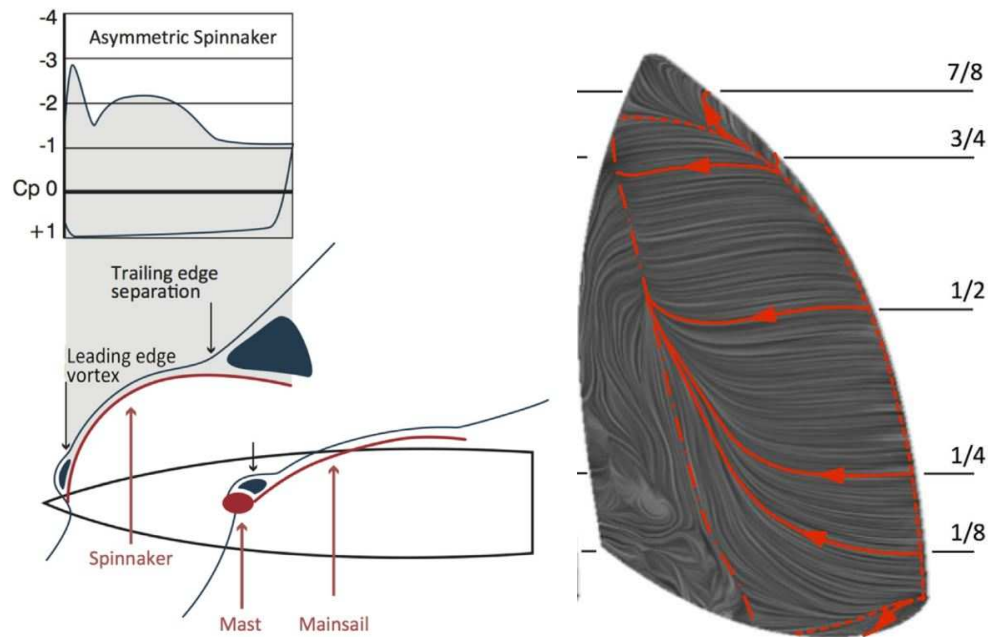 -4
Asymmetric Spinnaker
-3
-2
-1
Cp 0
+1
Trailing edge
separation
Leading edge
vortex
Spinnaker
Mast
Mainsail
7/8
3/4
1/2
1/4
1/8